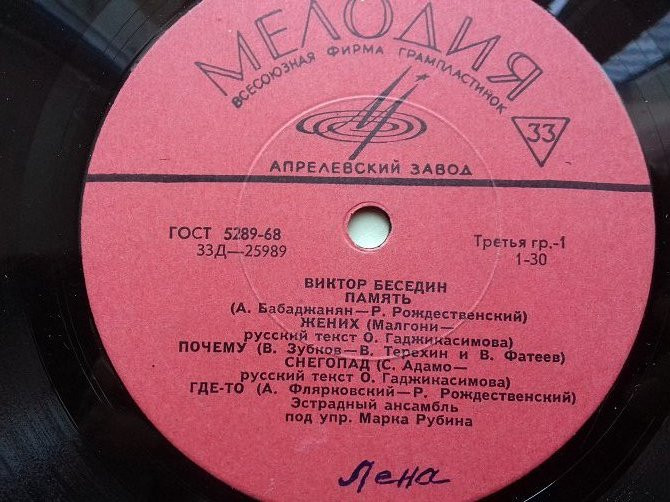 МЕЛОДИЯ
ВСЕСОЮЗНАЯ ФИРМА ГРАМПЛАСТИНОК
33
АПРЕЛЕВСКИЙ ЗАВОД
ГОСТ 5289-68
33Д—25989
Третья гр.-1
1-30
ВИКТОР БЕСЕДИН
ПАМЯТЬ
(А. Бабаджанян—Р. Рождественский)
ЖЕНИХ (Малгони—
русский текст О. Гаджикасимова)
ПОЧЕМУ (В. Зубков—В. Терехин и В. Фатеев)
СНЕГОПАД (С. Адамо—
русский текст О. Гаджикасимова)
ГДЕ-ТО (А. Флярковский—Р. Рождественский)
Эстрадный ансамбль
под упр. Марка Рубина
Лена